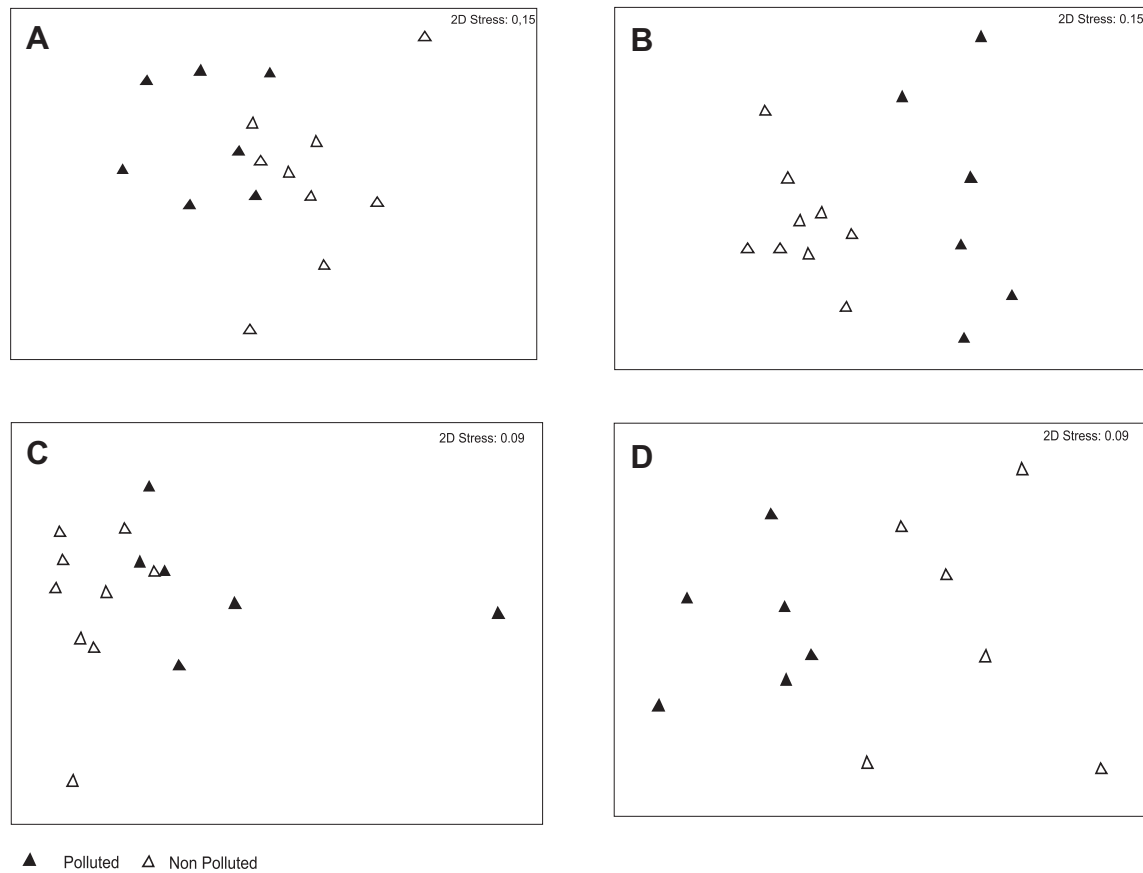 A
2D Stress: 0,15
B
2D Stress: 0.15
C
2D Stress: 0.09
D
2D Stress: 0.09
Polluted Non Polluted